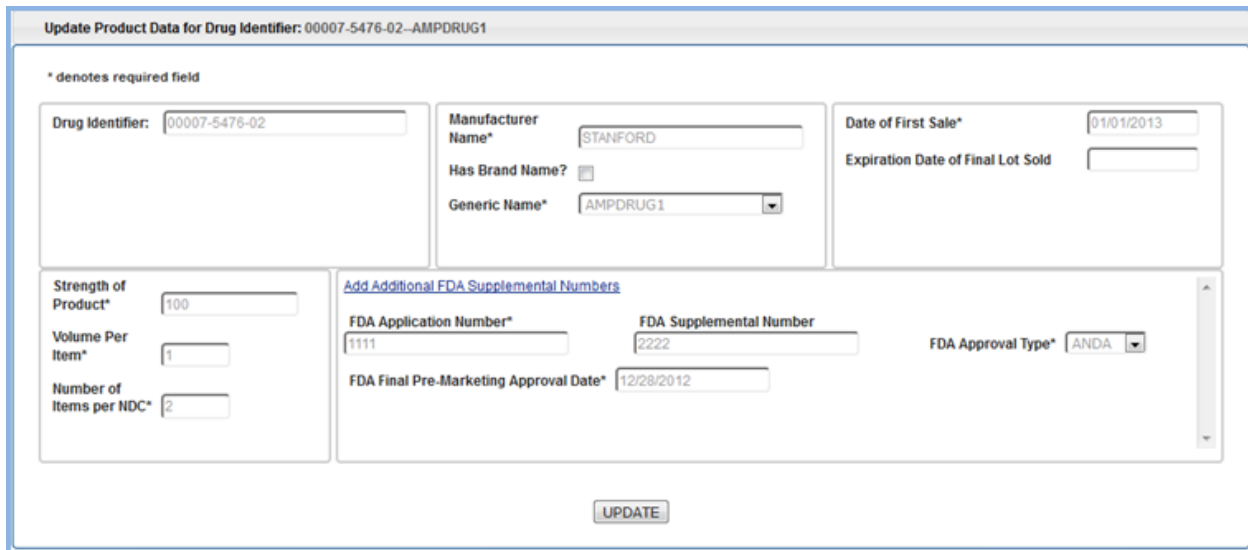 Update Product Data for Drug Identifier: 00007-5476-02--AMPDRUG1
* denotes required field
Drug Identifier: 00007-5476-02
Manufacturer
Name* STANFORD
Has Brand Name?
Generic Name* AMPDRUG1
Date of First Sale* 01/01/2013
Expiration Date of Final Lot Sold
Strength of
Product* 100
Volume Per
Item* 1
Number of
Items per NDC* 2
Add Additional FDA Supplemental Numbers
FDA Application Number* FDA Supplemental Number
1111 2222 FDA Approval Type* ANDA
FDA Final Pre-Marketing Approval Date* 12/28/2012
UPDATE